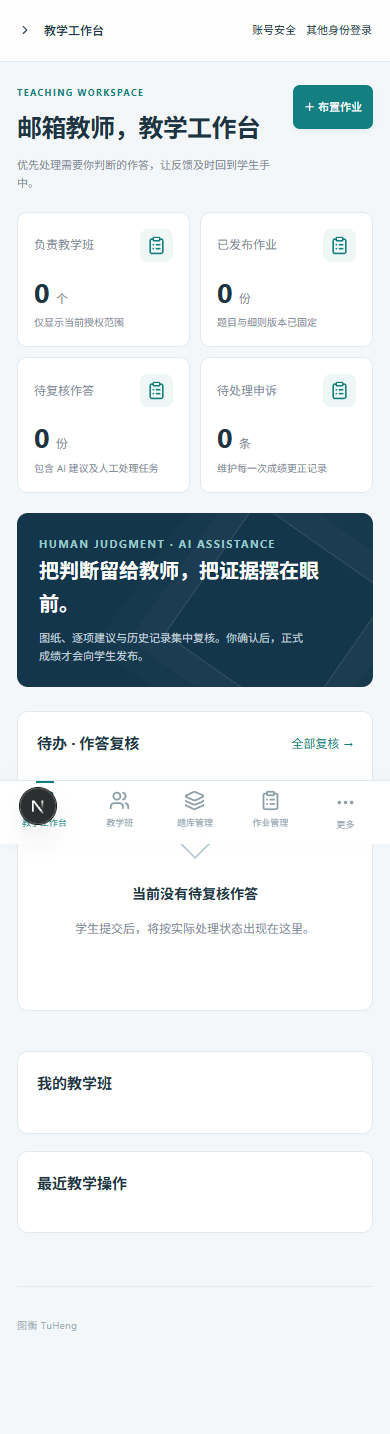 教学工作台
账号安全 其他身份登录
TEACHING WORKSPACE
邮箱教师，教学工作台
+ 布置作业
优先处理需要你判断的作答，让反馈及时回到学生手
中。
负责教学班
0 个
仅显示当前授权范围
已发布作业
0 份
题目与细则版本已固定
待复核作答
0 份
包含 AI 建议及人工处理任务
待处理申诉
0 条
维护每一次成绩更正记录
HUMAN JUDGMENT · AI ASSISTANCE
把判断留给教师，把证据摆在眼
前。
图纸、逐项建议与历史记录集中复核。你确认后，正式
成绩才会向学生发布。
待办 · 作答复核
全部复核 →
N
教学工作台
教学班
题库管理
作业管理
更多
当前没有待复核作答
学生提交后，将按实际处理状态出现在这里。
我的教学班
最近教学操作
图衡 TuHeng